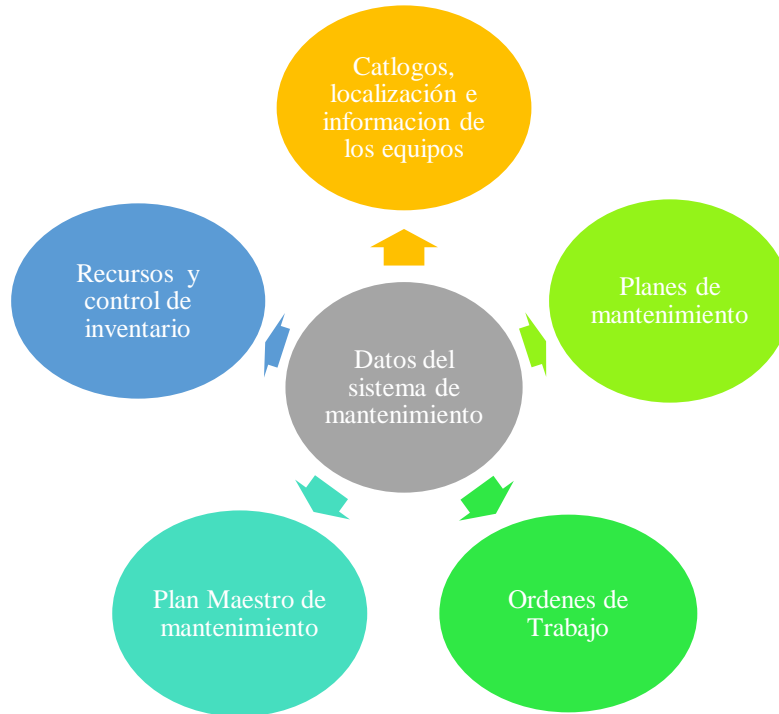 Catlogos,
localización e
informacion de
los equipos
Recursos y
control de
inventario
Planes de
mantenimiento
Datos del
sistema de
mantenimiento
Plan Maestro de
mantenimiento
Ordenes de
Trabajo